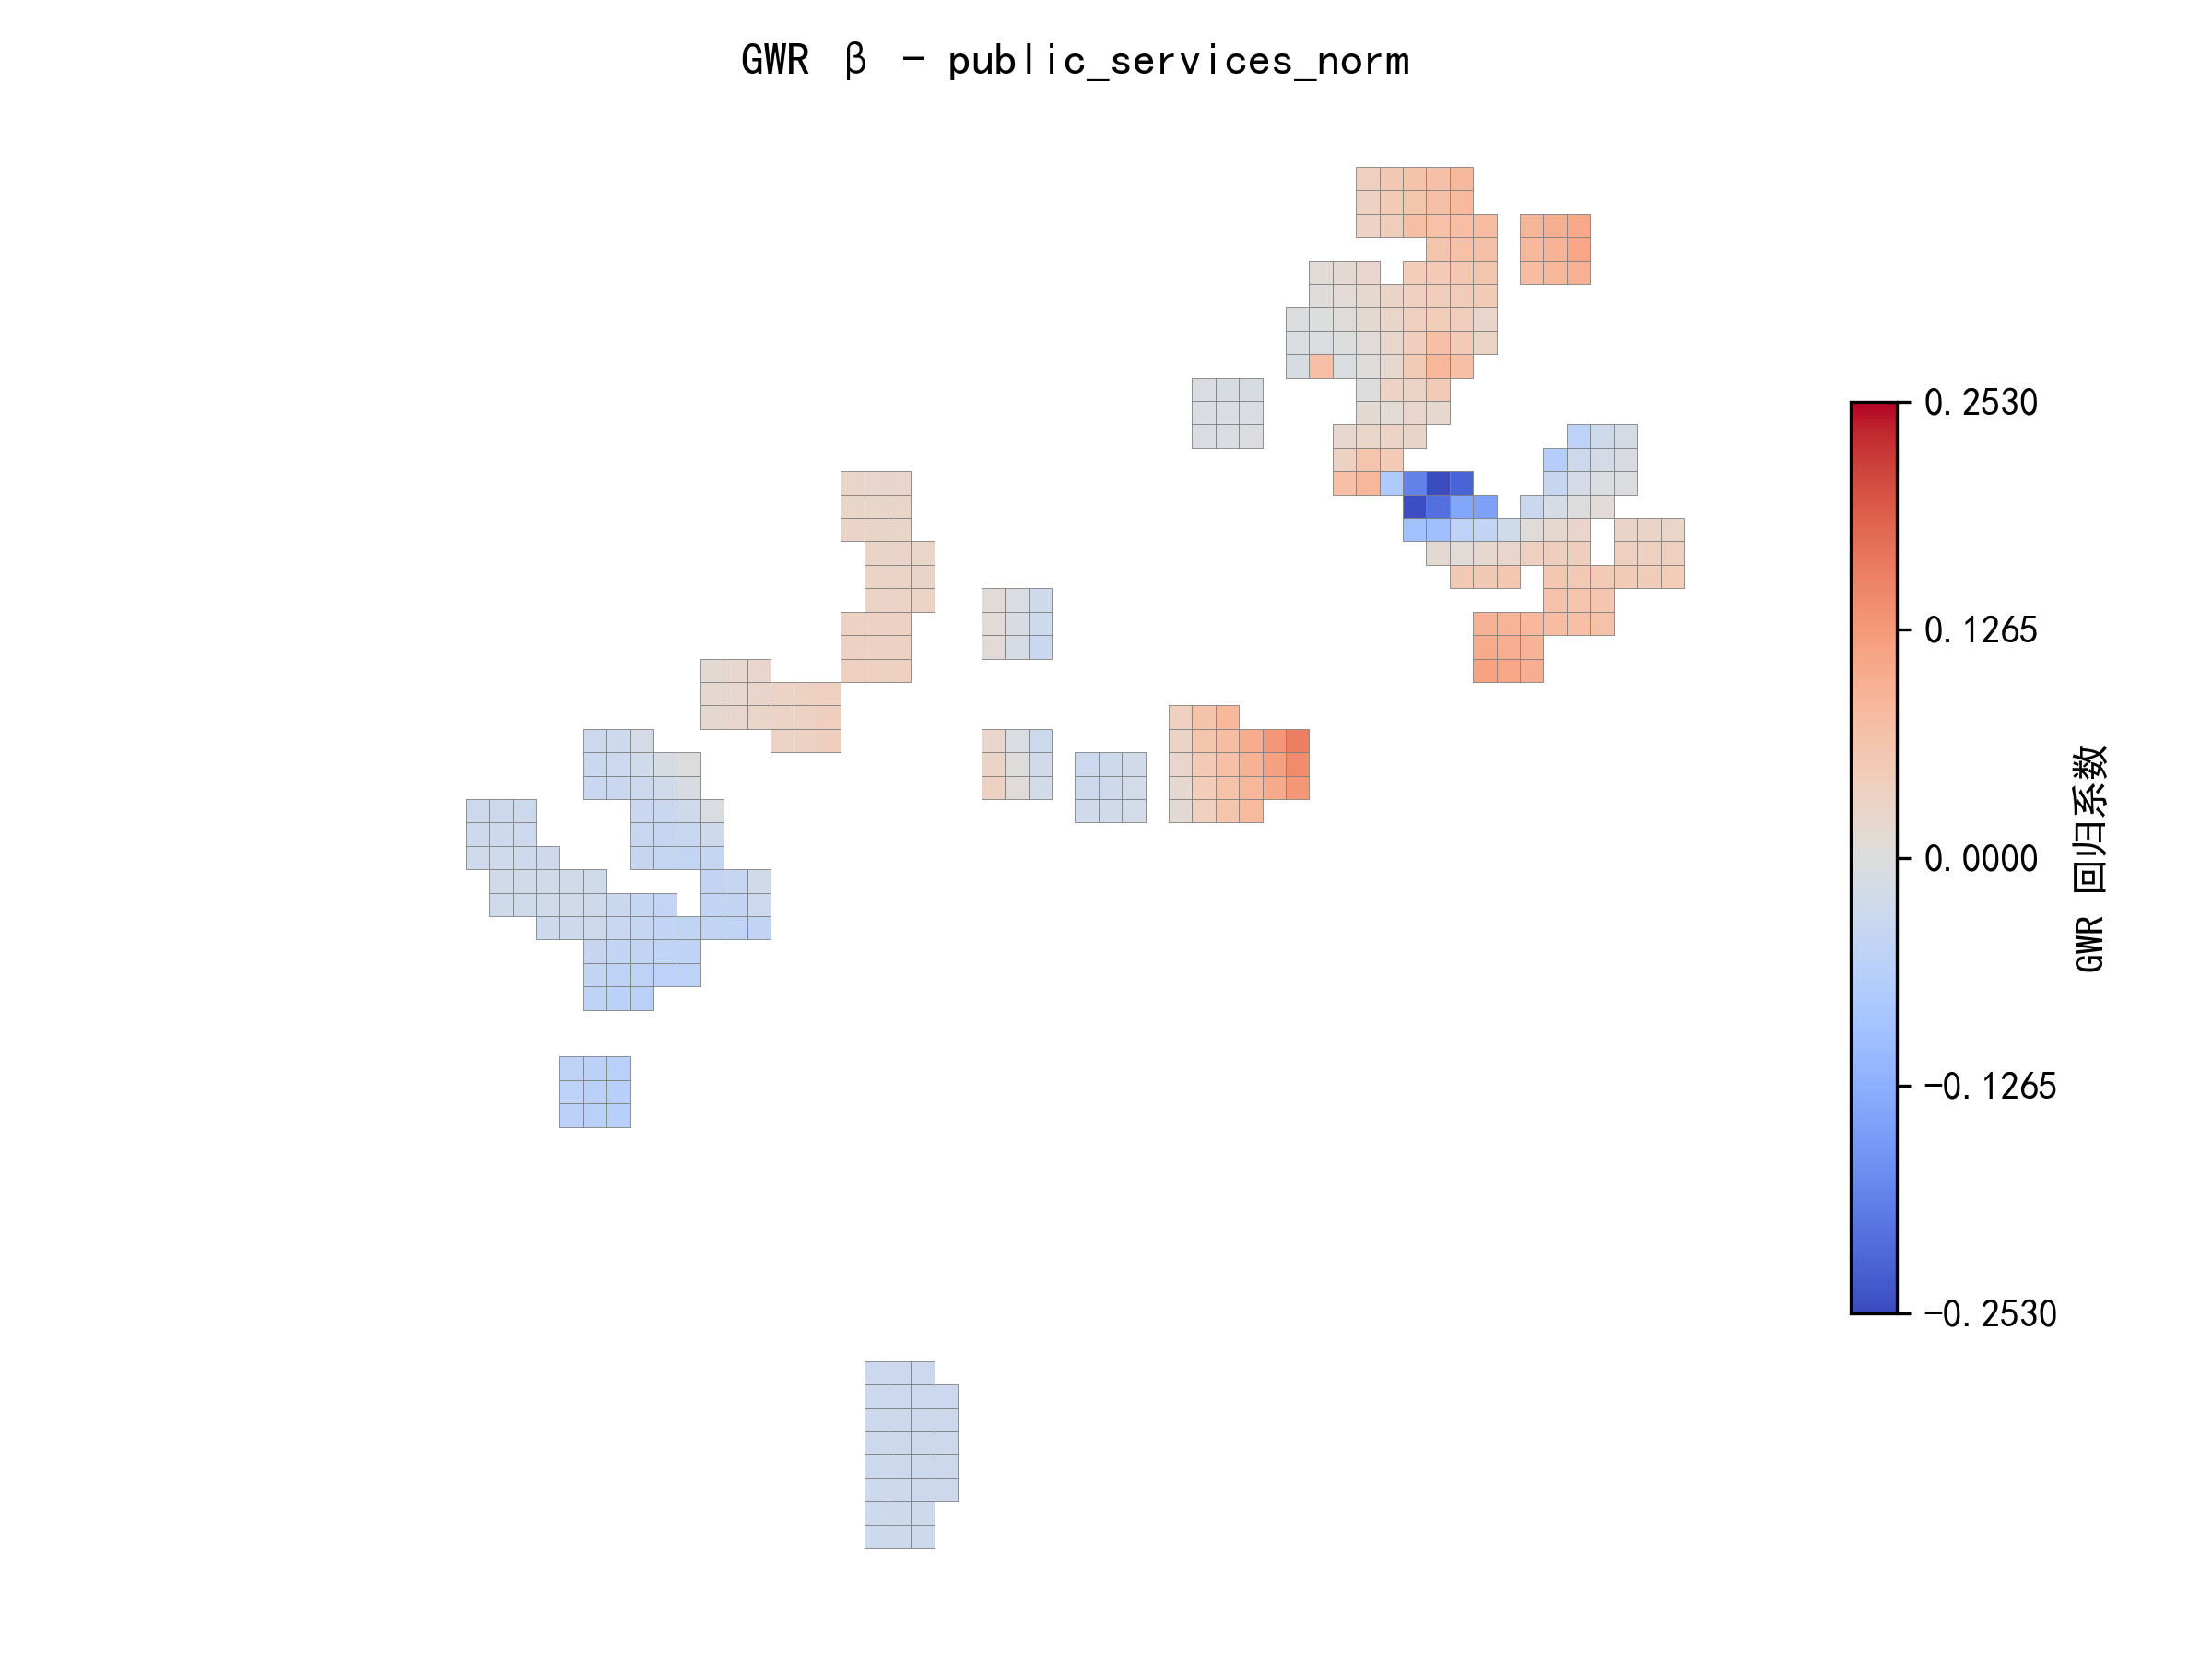 GWR β - public_services_norm
0.2530
0.1265
0.0000
-0.1265
-0.2530
GWR 回归系数